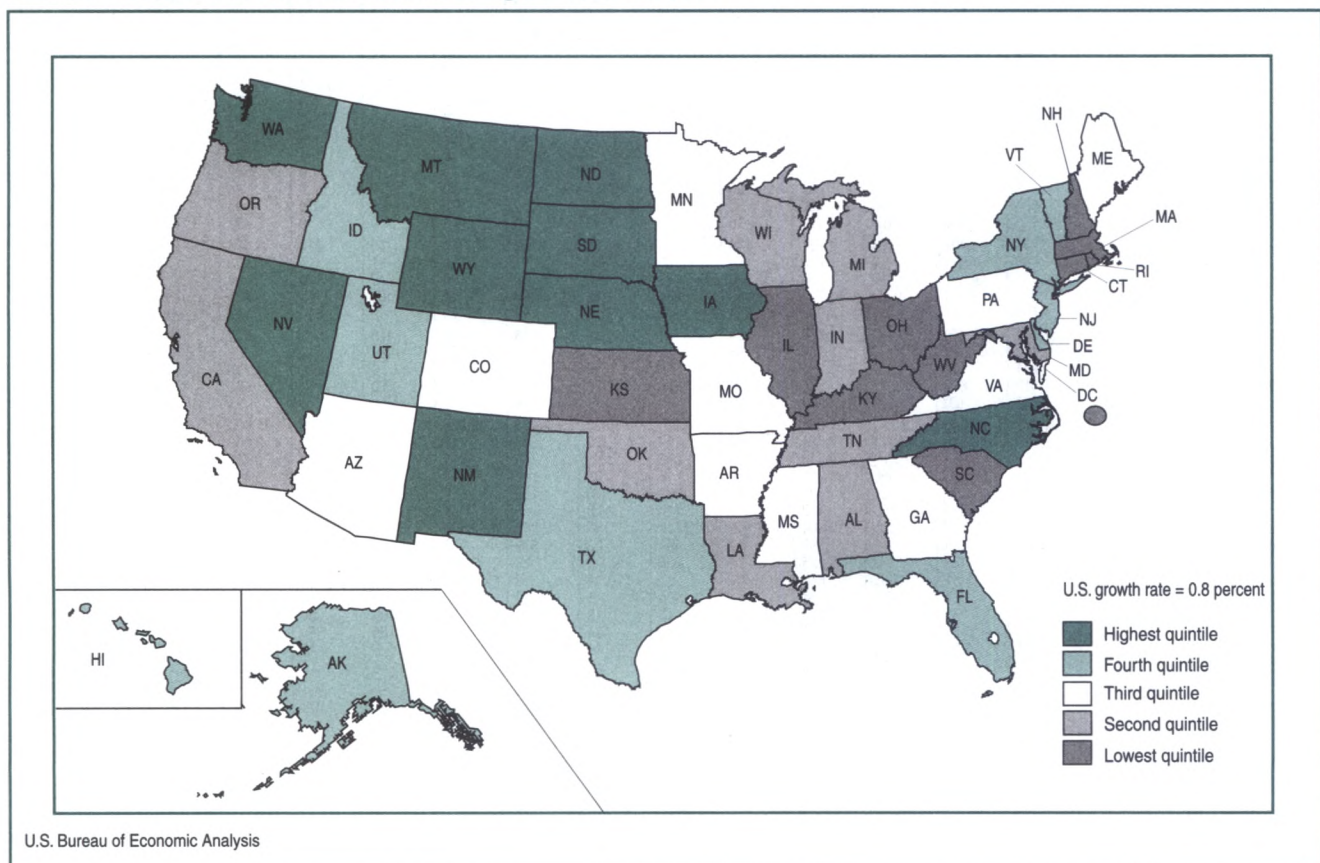 NH
ME
VT
WA
MT
ND
MN
MA
OR
ID
SD
WI
NY
MI
RI
WY
CT
IA
PA
NE
NJ
NV
OH
IN
IL
DE
UT
MD
CO
WV
CA
VA
DC
KS
MO
KY
NC
TN
OK
AZ
NM
AR
SC
MS
AL
GA
LA
TX
U.S. growth rate = 0.8 percent
FL
Highest quintile
HI
AK
Fourth quintile
Third quintile
Second quintile
Lowest quintile
U.S. Bureau of Economic Analysis